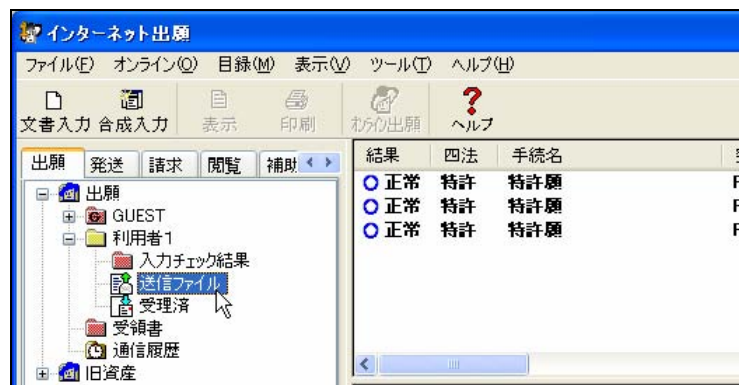 インターネット出願
ファイル(F) オンライン(O) 目録(M) 表示(V) ツール(T) ヘルプ(H)
文書入力 合成入力 表示 印刷 オンライン出願 ヘルプ
出願 発送 請求 閲覧 補助
結果 四法 手続名
出願
正常 特許 特許願
GUEST
正常 特許 特許願
利用者1
正常 特許 特許願
入力チェック結果
送信ファイル
受理済
受領書
通信履歴
旧資産